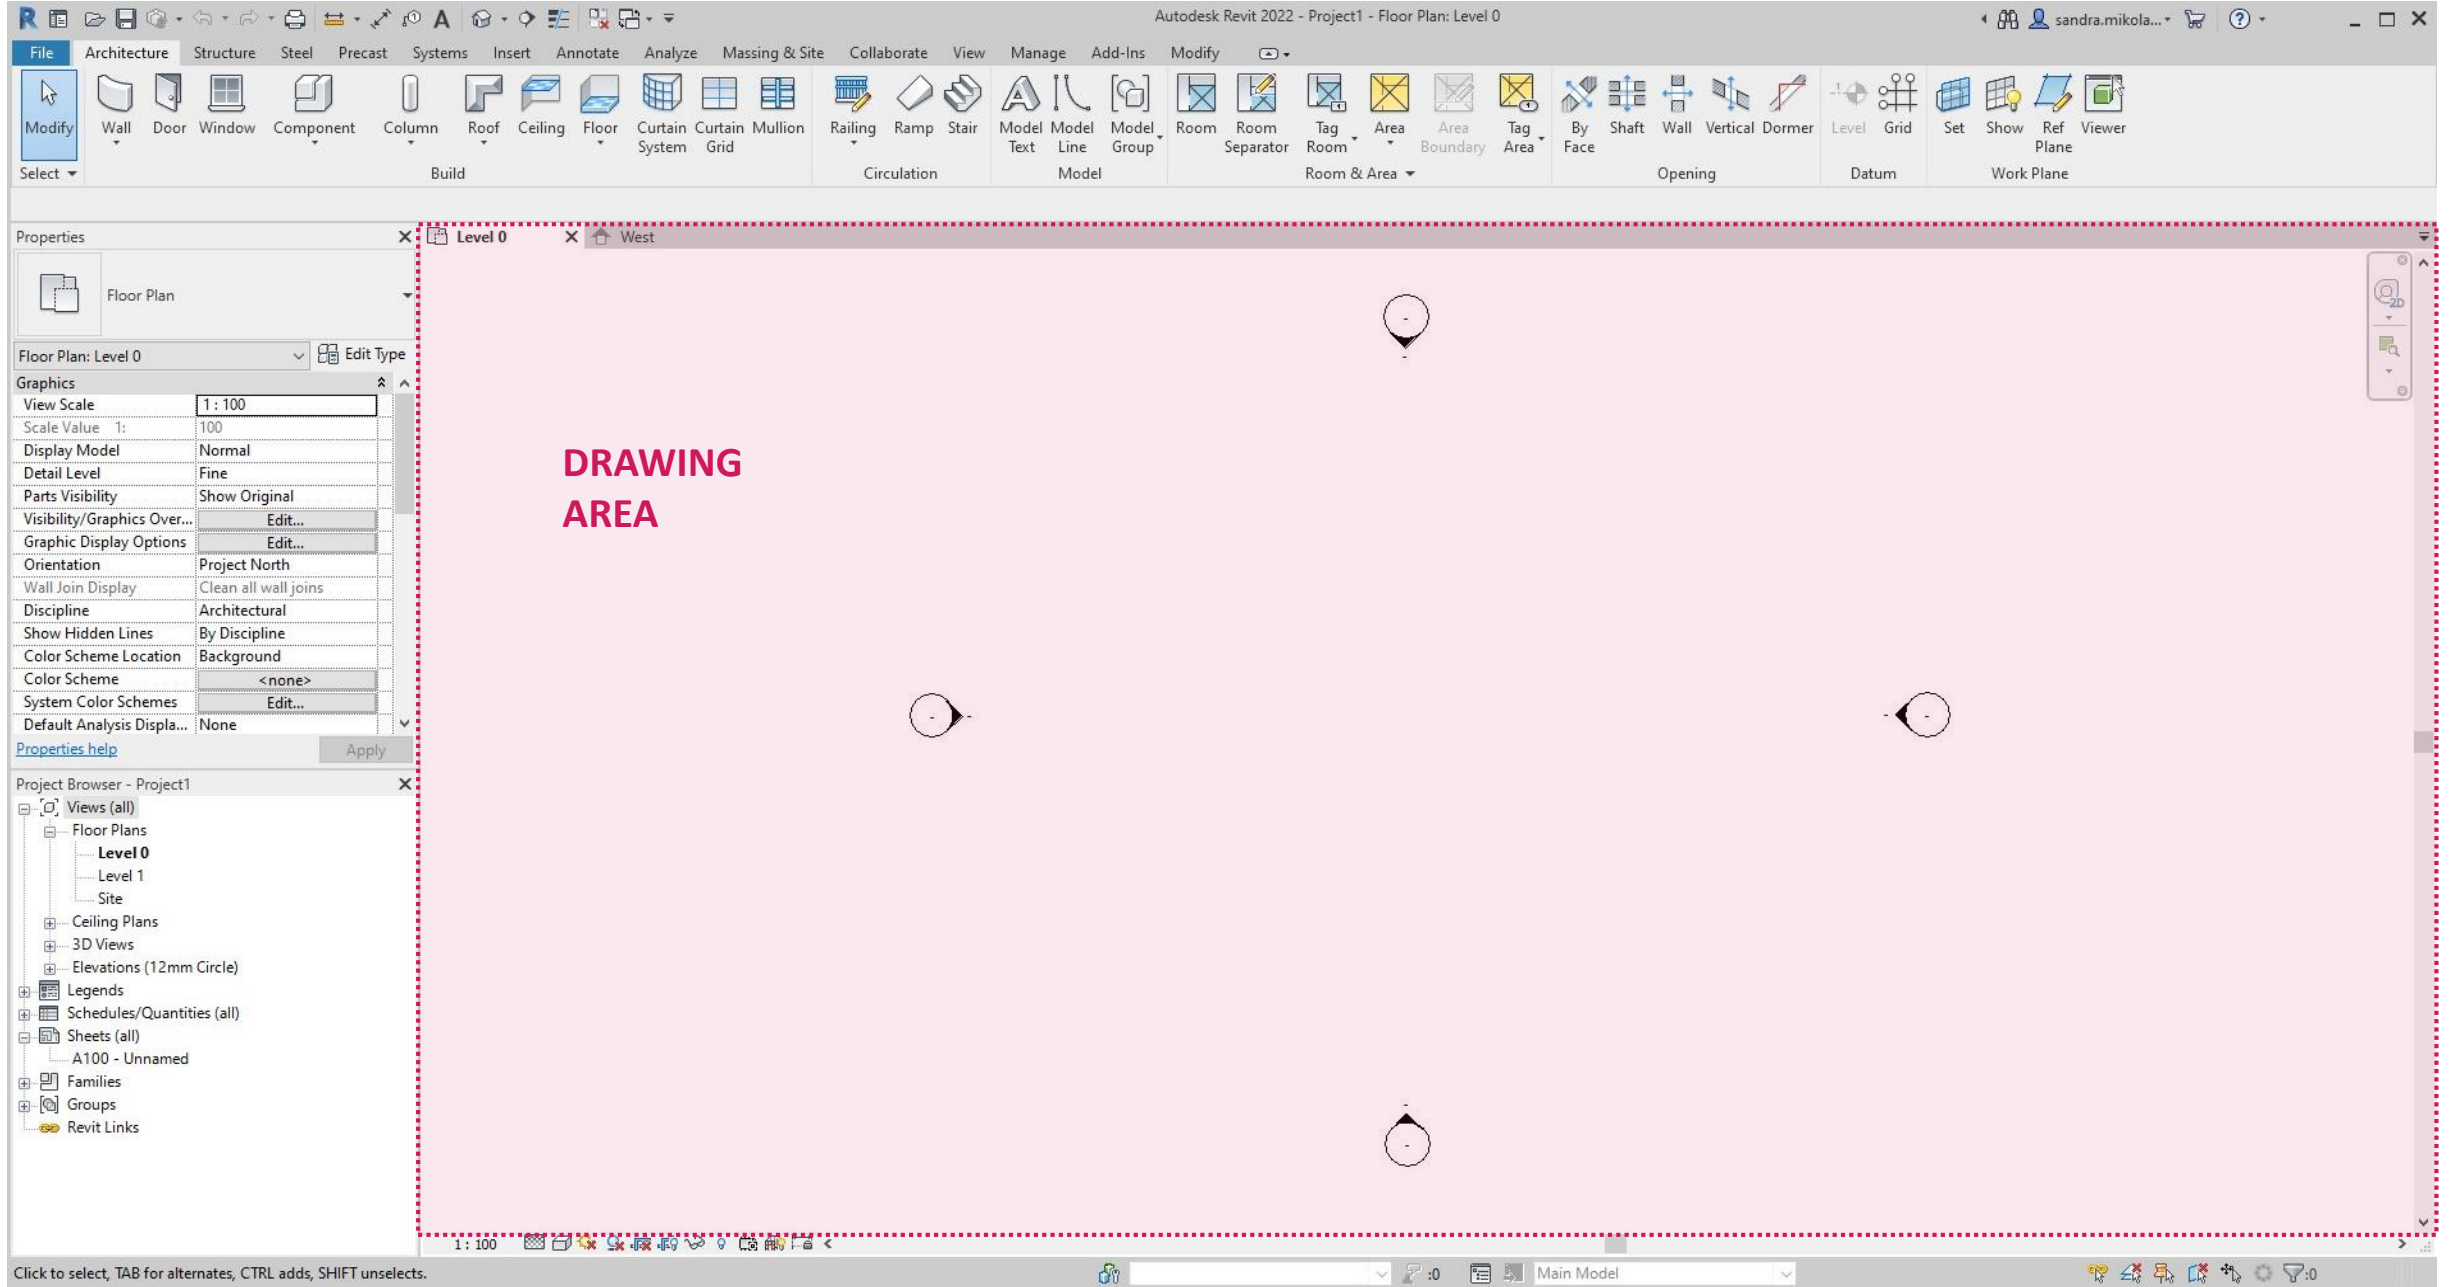 Autodesk Revit 2022 - Project1 - Floor Plan: Level 0
sandra.mikola...
File Architecture Structure Steel Precast Systems Insert Annotate Analyze Massing & Site Collaborate View Manage Add-Ins Modify
Modify Wall Door Window Component Column Roof Ceiling Floor Curtain System Curtain Grid Mullion Railing Ramp Stair Model Text Model Line Model Group Room Room Separator Tag Room Area Area Boundary Tag Area By Face Shaft Wall Vertical Dormer Level Grid Set Show Ref Plane Viewer
Select Build Circulation Model Room & Area Opening Datum Work Plane
Properties
Level 0 West
Floor Plan
Floor Plan: Level 0 Edit Type
Graphics
View Scale 1 : 100
Scale Value 1: 100
Display Model Normal
Detail Level Fine
Parts Visibility Show Original
Visibility/Graphics Over... Edit...
Graphic Display Options Edit...
Orientation Project North
Wall Join Display Clean all wall joins
Discipline Architectural
Show Hidden Lines By Discipline
Color Scheme Location Background
Color Scheme <none>
System Color Schemes Edit...
Default Analysis Displa... None
Properties help Apply
DRAWING
AREA
2D
Project Browser - Project1
Views (all)
Floor Plans
Level 0
Level 1
Site
Ceiling Plans
3D Views
Elevations (12mm Circle)
Legends
Schedules/Quantities (all)
Sheets (all)
A100 - Unnamed
Families
Groups
Revit Links
1 : 100
Click to select, TAB for alternates, CTRL adds, SHIFT unselects.
:0 Main Model :0